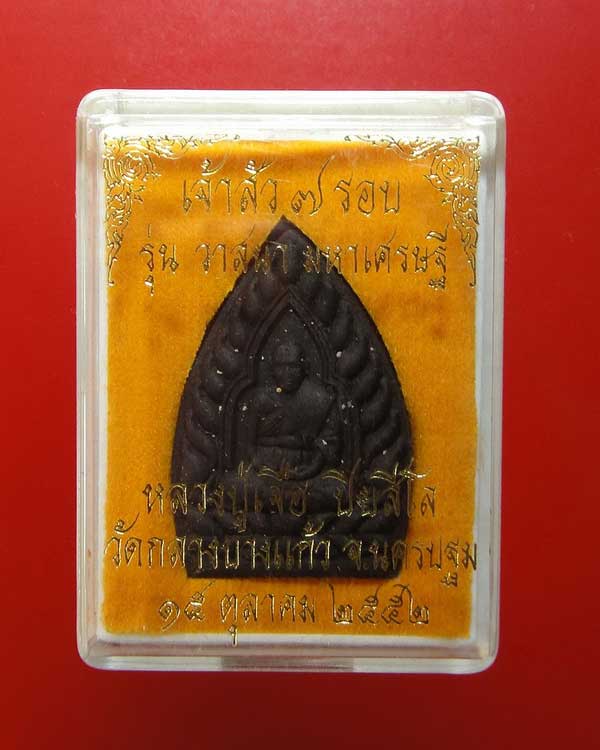 เจ้าสัว ๗ รอบ
รุ่น วาสนา มหาเศรษฐี
หลวงปู่เจือ ปิยสีโล
วัดกลางบางแก้ว จ.นครปฐม
๑๕ ตุลาคม ๒๕๕๒